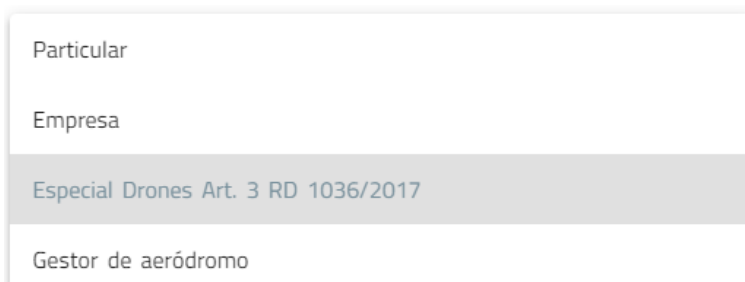 Particular
Empresa
Especial Drones Art. 3 RD 1036/2017
Gestor de aeródromo